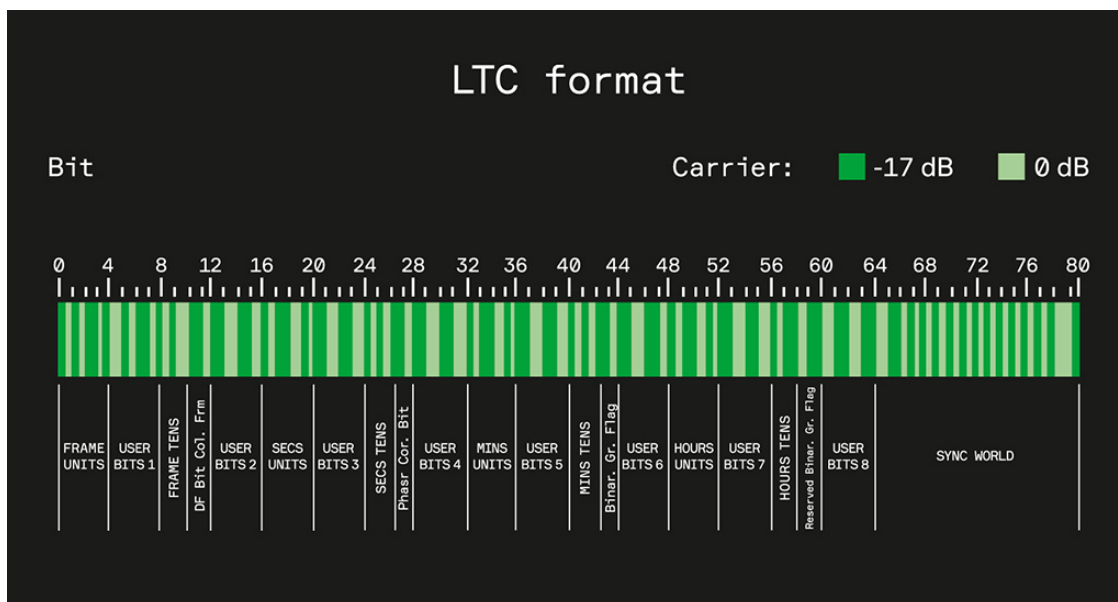 LTC format
Bit
Carrier: -17 dB 0 dB
0 4 8 12 16 20 24 28 32 36 40 44 48 52 56 60 64 68 72 76 80
FRAME
UNITS
USER
BITS 1
FRAME TENS
DF Bit Col. Frm
USER
BITS 2
SECS
UNITS
USER
BITS 3
SECS TENS
Phasr Cor. Bit
USER
BITS 4
MINS
UNITS
USER
BITS 5
MINS TENS
Binar. Gr. Flag
USER
BITS 6
HOURS
UNITS
USER
BITS 7
HOURS TENS
Reserved Binar. Gr. Flag
USER
BITS 8
SYNC WORLD